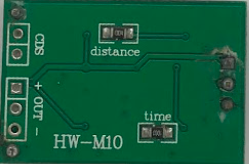 CDS
distance
+ OUT -
time
HW-M10